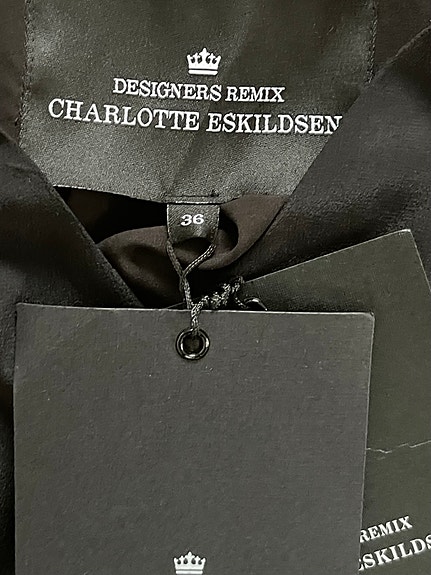 DESIGNERS REMIX
CHARLOTTE ESKILDSEN
36
REMIX
ESKILDS